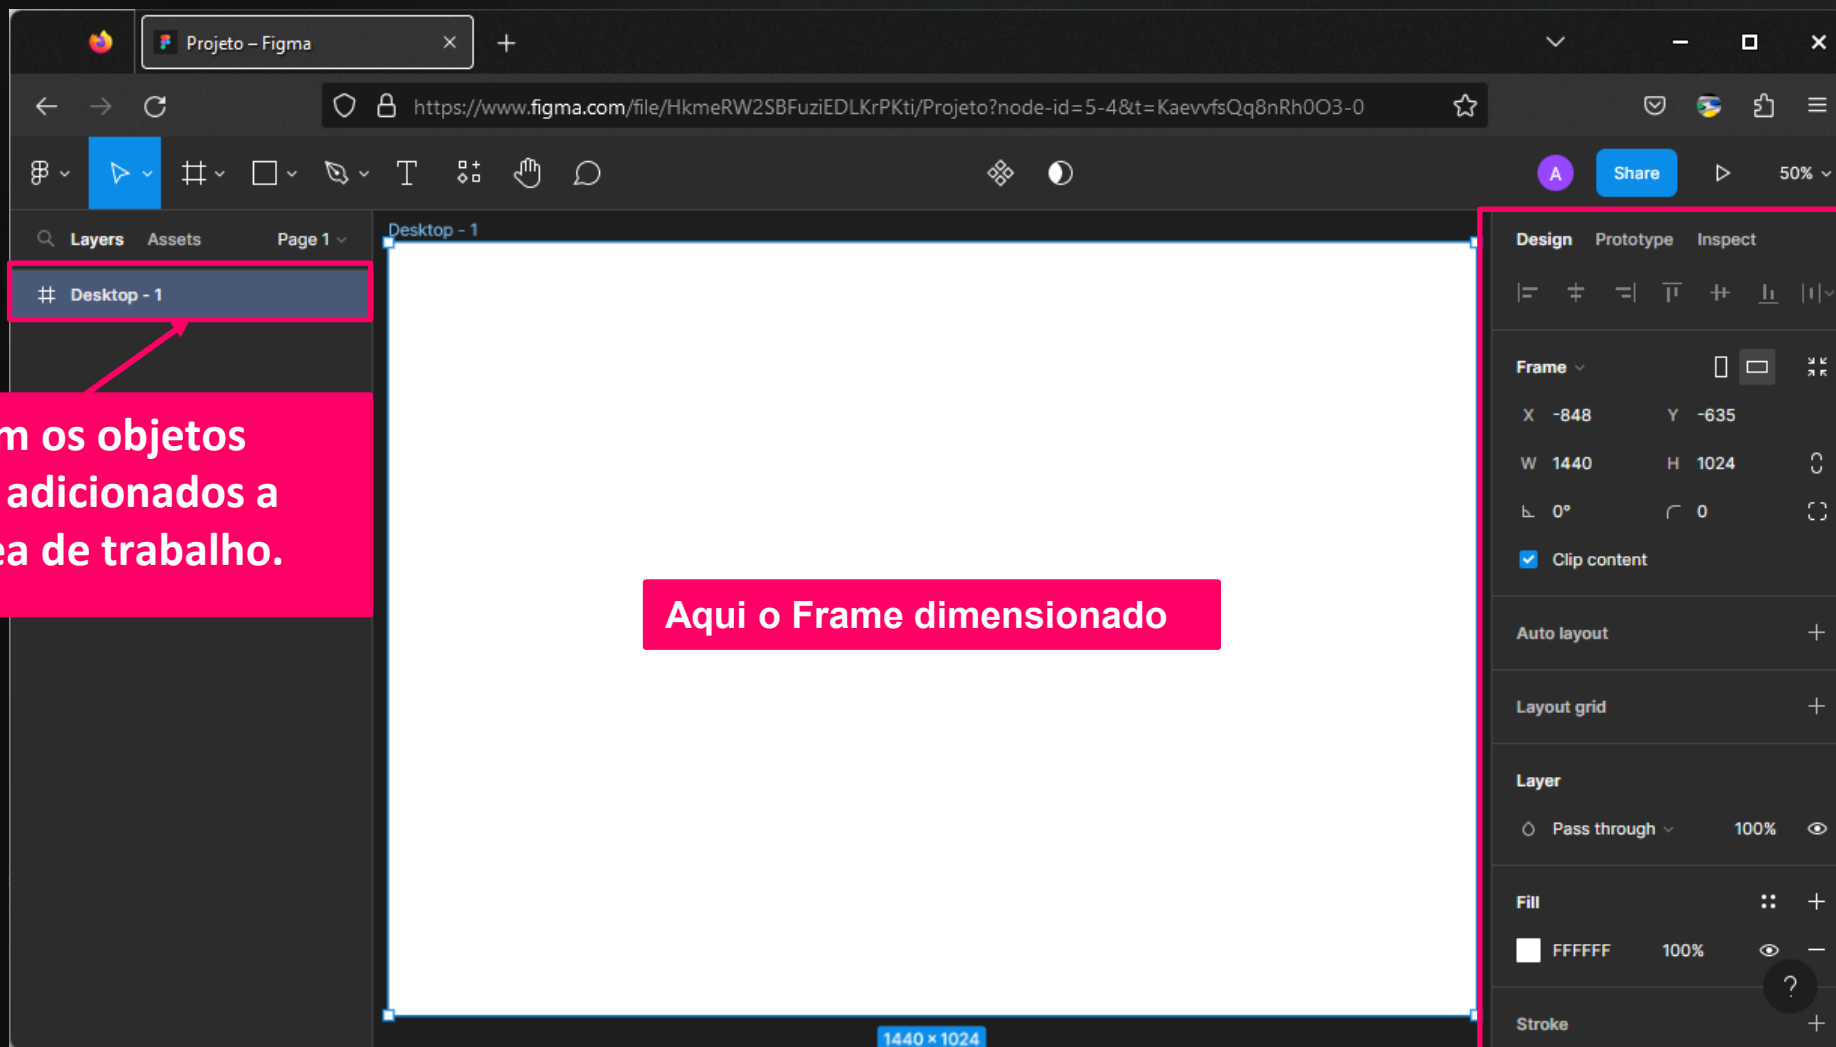 Projeto – Figma
https://www.figma.com/file/HkmeRW2SBFuziEDLKrPKti/Projeto?node-id=5-4&t=KaevvfsQq8nRh0O3-0
A
Share
50%
Layers Assets Page 1
Desktop - 1
Desktop - 1
os objetos
adicionados a
de trabalho.
Aqui o Frame dimensionado
1440 × 1024
Design Prototype Inspect
Frame
X -848 Y -635
W 1440 H 1024
0° 0
Clip content
Auto layout
Layout grid
Layer
Pass through 100%
Fill
FFFFFF 100%
?
Stroke